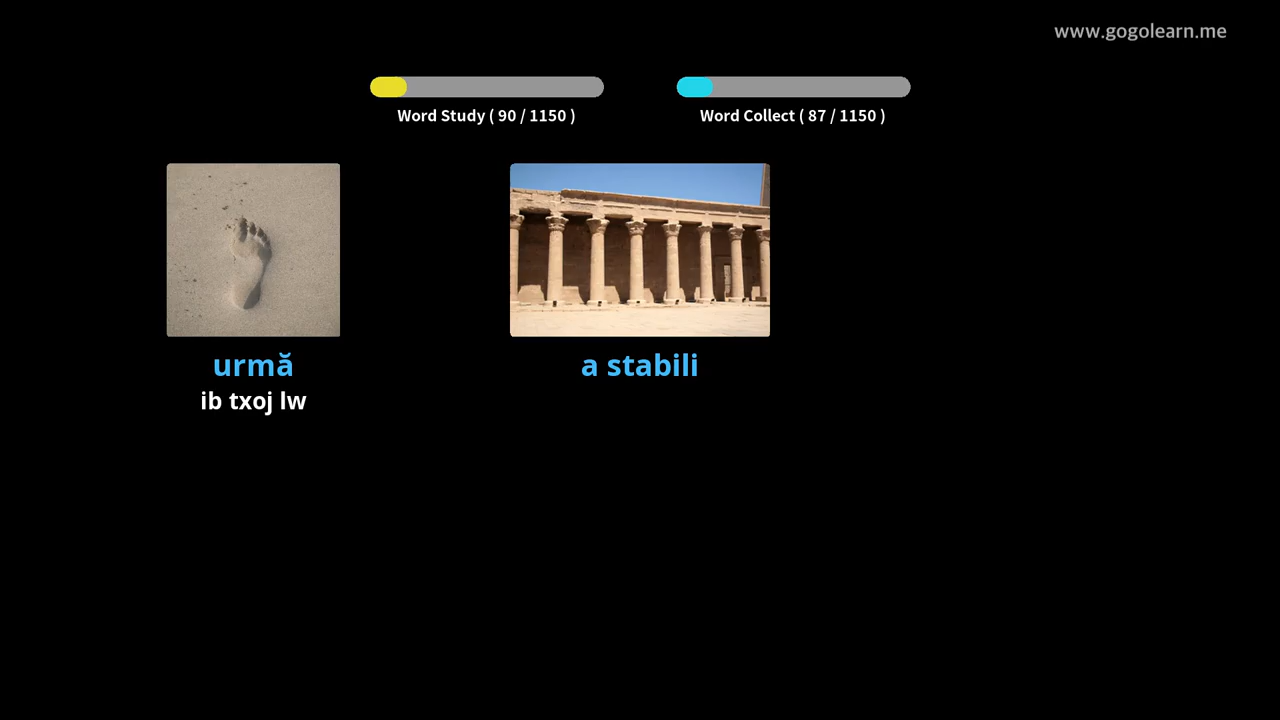 www.gogolearn.me
Word Study ( 90 / 1150 )
Word Collect ( 87 / 1150 )
urmă
ib txoj lw
a stabili